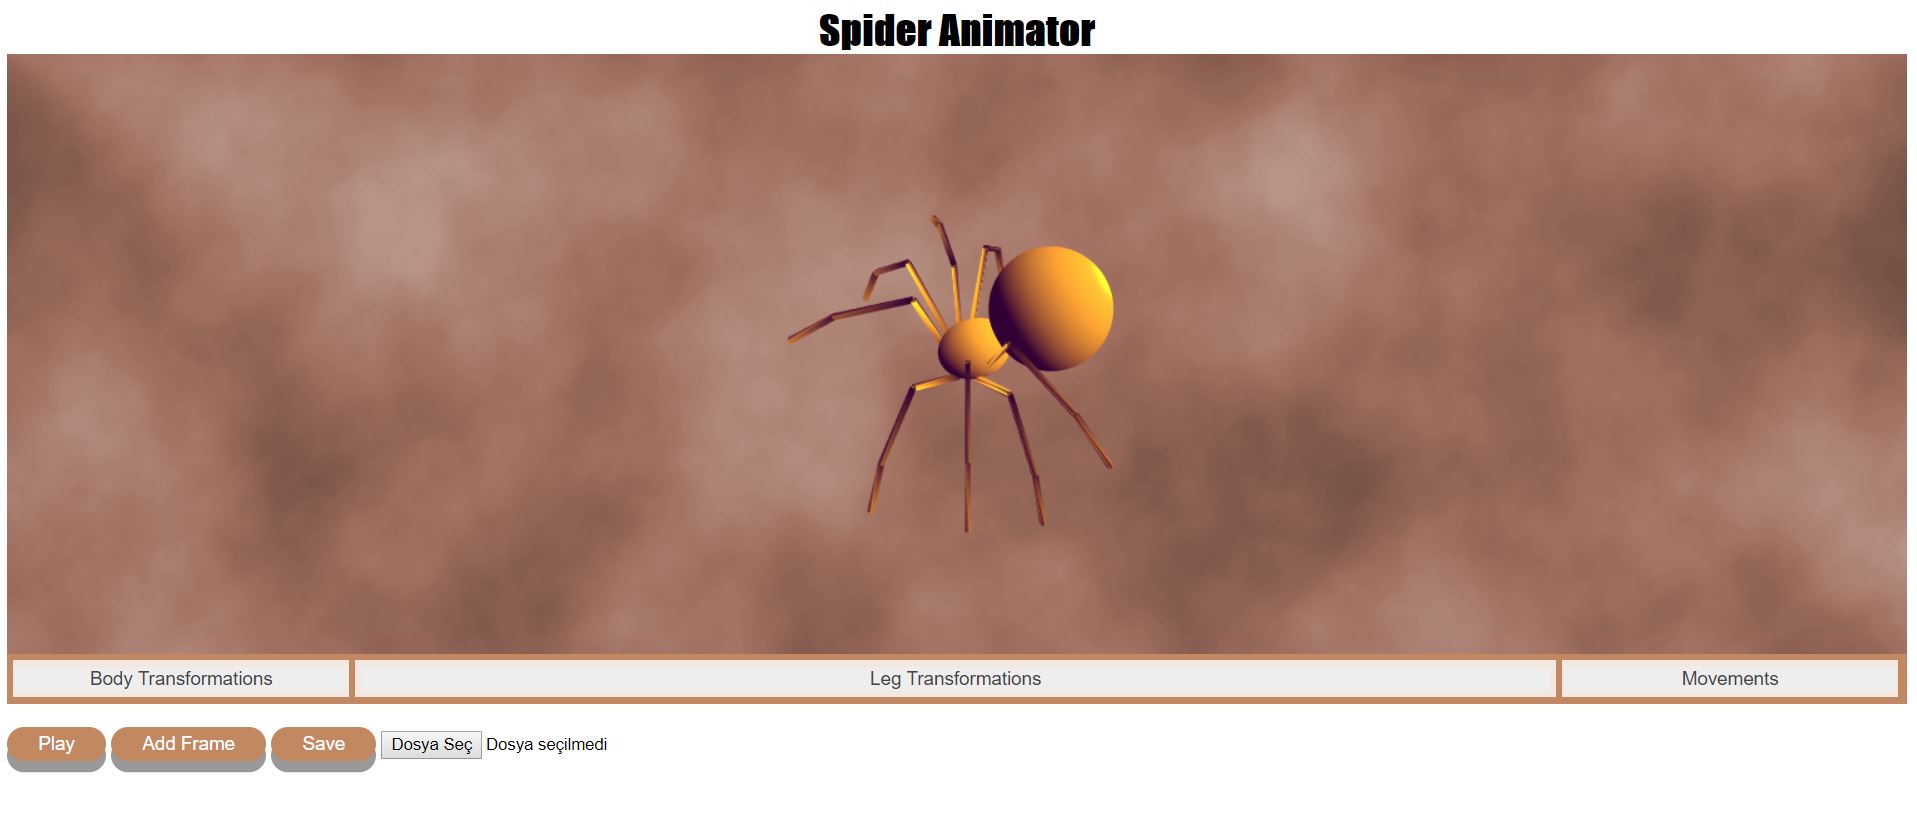 Spider Animator
Body Transformations
Leg Transformations
Movements
Play
Add Frame
Save
Dosya Seç Dosya seçilmedi